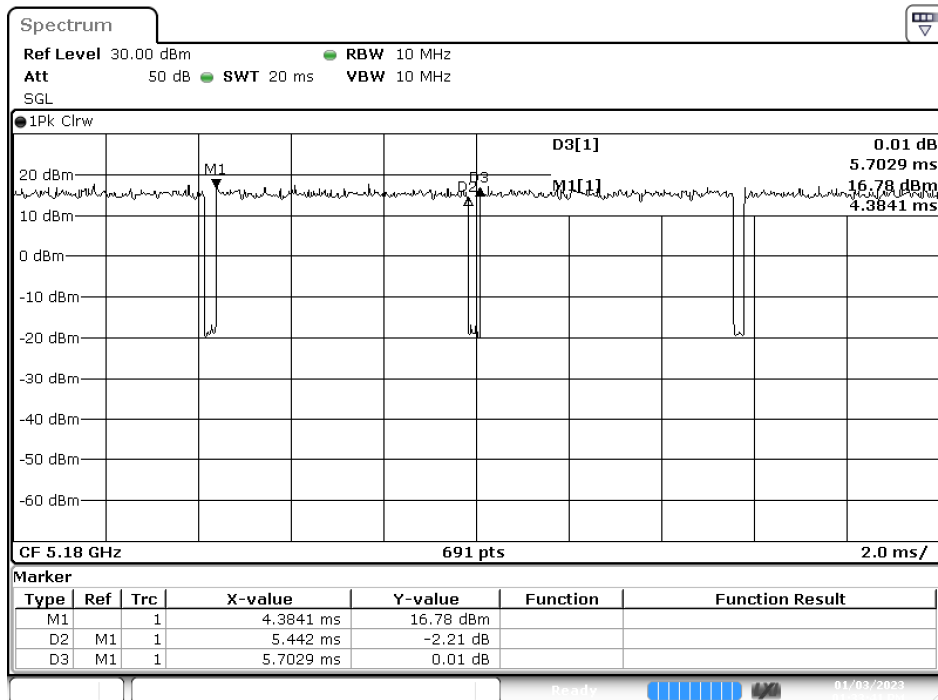 Spectrum
Ref Level 30.00 dBm RBW 10 MHz
Att 50 dB SWT 20 ms VBW 10 MHz
SGL
1Pk Clrw
D3[1] 0.01 dB
5.7029 ms
M1[1] 16.78 dBm
4.3841 ms
M1
D2
D3
20 dBm
10 dBm
0 dBm
-10 dBm
-20 dBm
-30 dBm
-40 dBm
-50 dBm
-60 dBm
CF 5.18 GHz 691 pts 2.0 ms/
Marker
Type Ref Trc X-value Y-value Function Function Result
M1 1 4.3841 ms 16.78 dBm
D2 M1 1 5.442 ms -2.21 dB
D3 M1 1 5.7029 ms 0.01 dB
Ready 01/03/2023